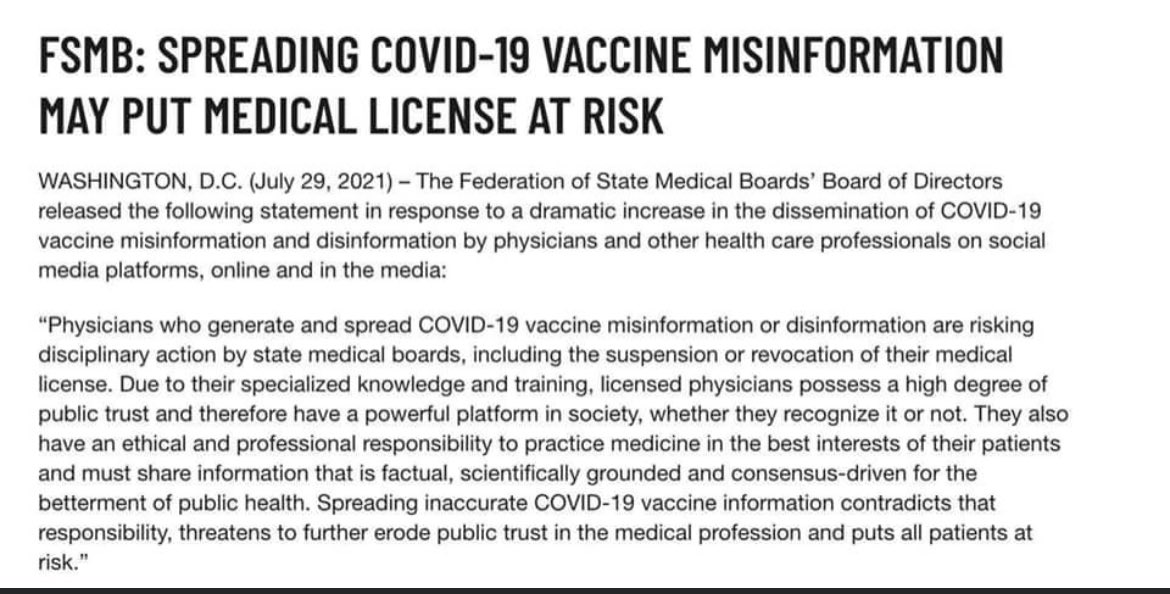 FSMB: SPREADING COVID-19 VACCINE MISINFORMATION
MAY PUT MEDICAL LICENSE AT RISK
WASHINGTON, D.C. (July 29, 2021) – The Federation of State Medical Boards’ Board of Directors
released the following statement in response to a dramatic increase in the dissemination of COVID-19
vaccine misinformation and disinformation by physicians and other health care professionals on social
media platforms, online and in the media:
“Physicians who generate and spread COVID-19 vaccine misinformation or disinformation are risking
disciplinary action by state medical boards, including the suspension or revocation of their medical
license. Due to their specialized knowledge and training, licensed physicians possess a high degree of
public trust and therefore have a powerful platform in society, whether they recognize it or not. They also
have an ethical and professional responsibility to practice medicine in the best interests of their patients
and must share information that is factual, scientifically grounded and consensus-driven for the
betterment of public health. Spreading inaccurate COVID-19 vaccine information contradicts that
responsibility, threatens to further erode public trust in the medical profession and puts all patients at
risk.”